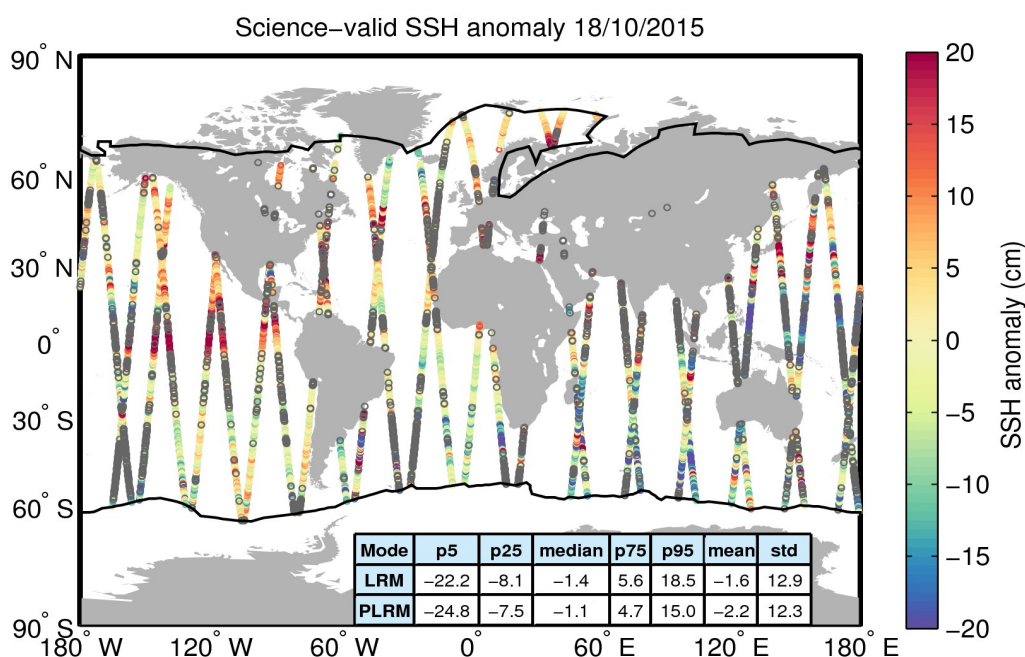 Science−valid SSH anomaly 18/10/2015
90° N
60° N
30° N
0°
30° S
60° S
90° S
180° W
120° W
60° W
0°
60° E
120° E
180° E
Mode p5 p25 median p75 p95 mean std
LRM −22.2 −8.1 −1.4 5.6 18.5 −1.6 12.9
PLRM −24.8 −7.5 −1.1 4.7 15.0 −2.2 12.3
20
15
10
5
0
−5
−10
−15
−20
SSH anomaly (cm)